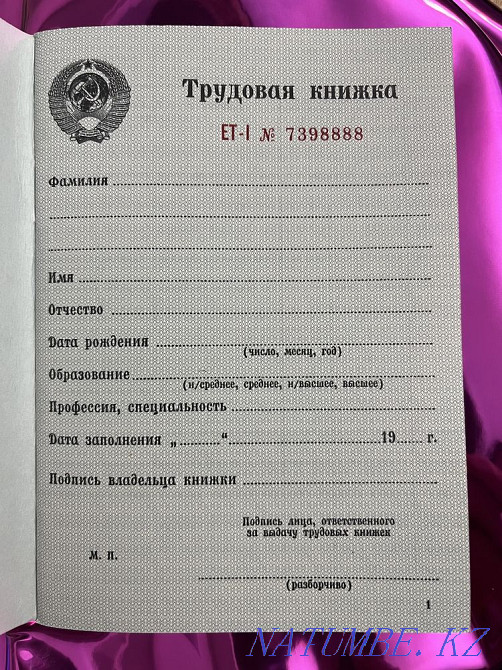 Трудовая книжка
ЕТ-I № 7398888
Фамилия
Имя
Отчество
Дата рождения
(число, месяц, год)
Образование
(н/среднее, среднее, н/высшее, высшее)
Профессия, специальность
Дата заполнения „..........“ 19...... г.
Подпись владельца книжки
Подпись лица, ответственного
за выдачу трудовых книжек
М. П.
(разборчиво)
1
NATUMBE.KZ